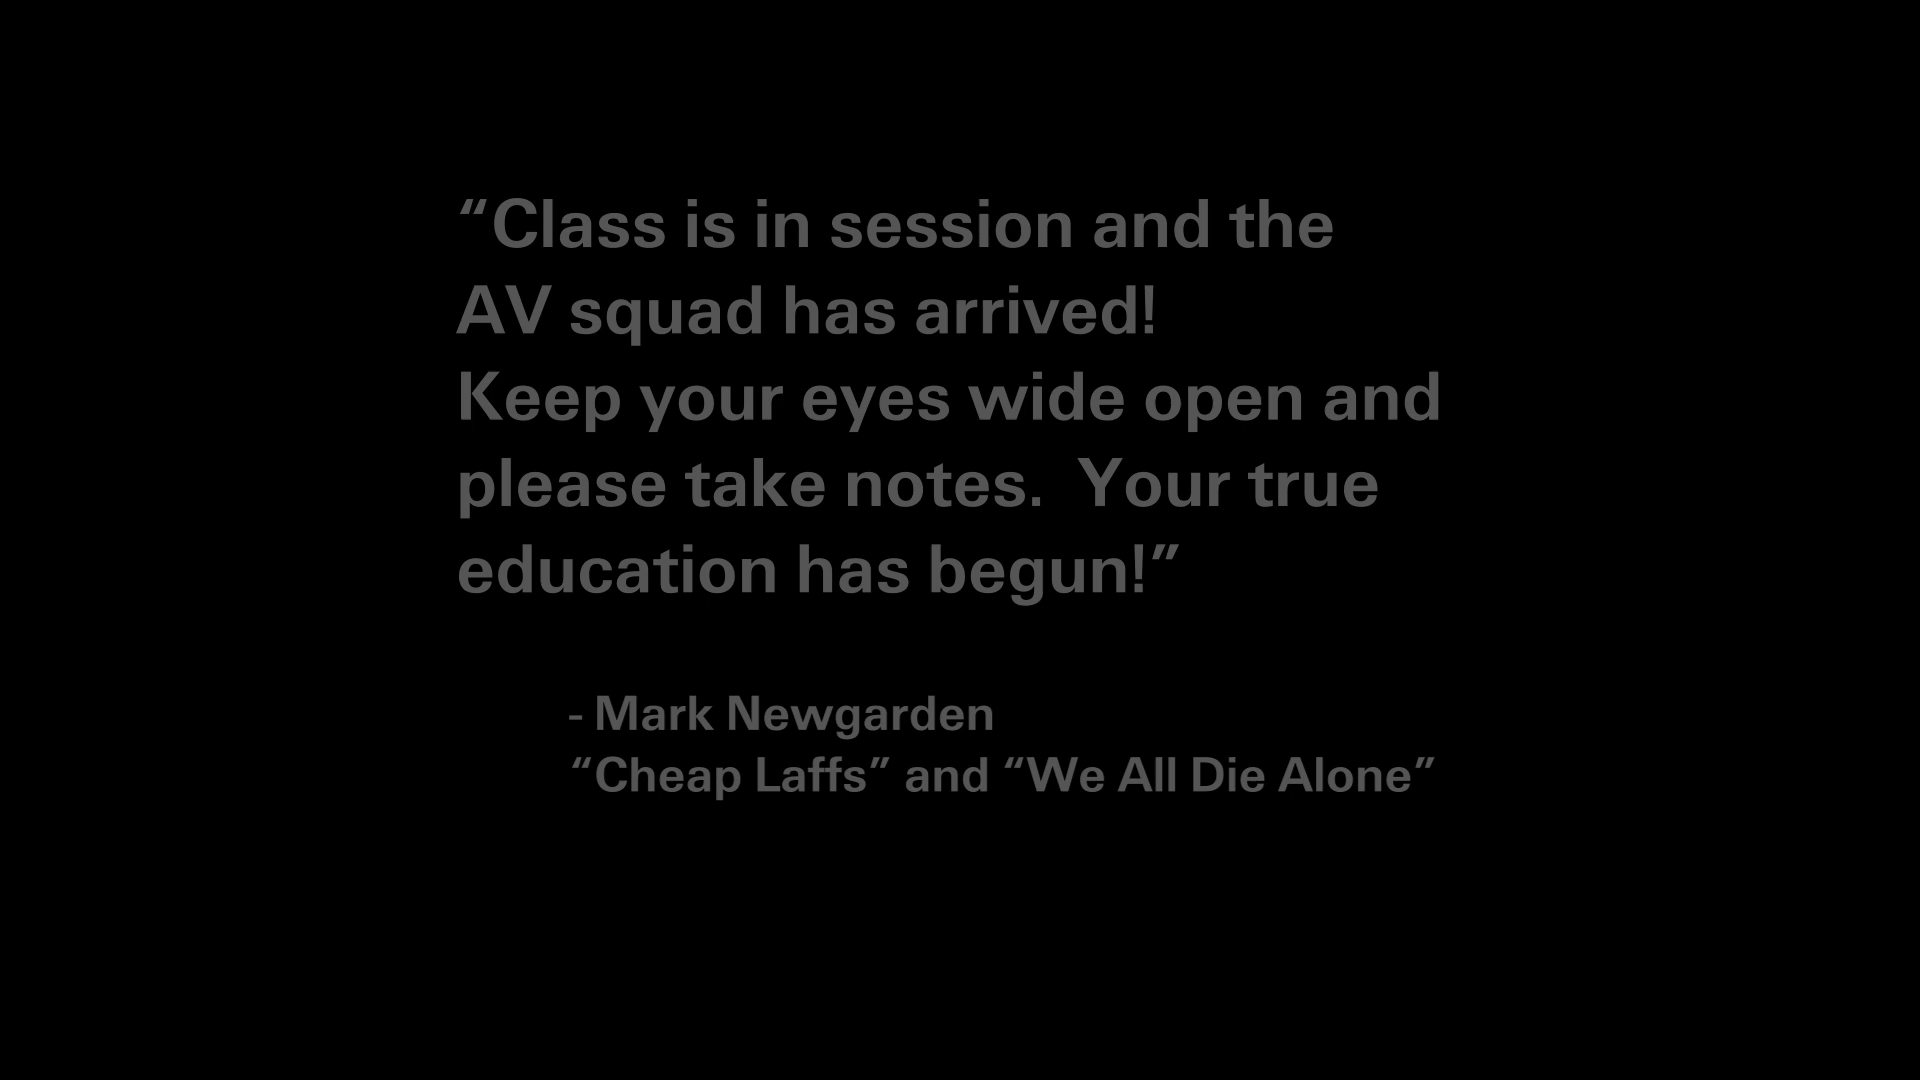 “Class is in session and the
AV squad has arrived!
Keep your eyes wide open and
please take notes.  Your true
education has begun!”
- Mark Newgarden
“Cheap Laffs” and “We All Die Alone”